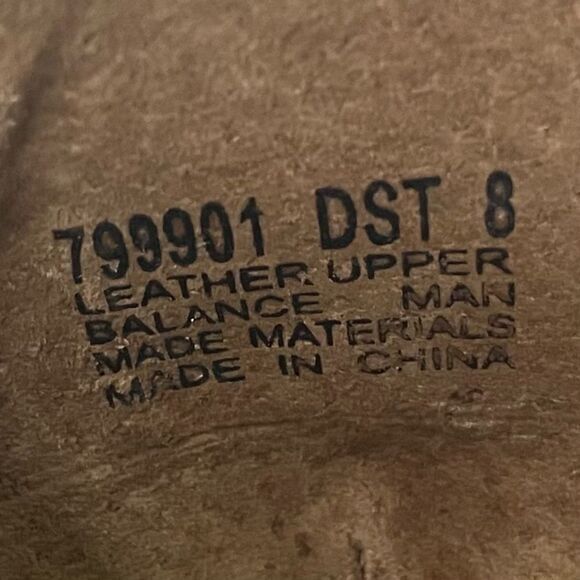 799901 DST 8
LEATHER UPPER
BALANCE MAN
MADE MATERIALS
MADE IN CHINA